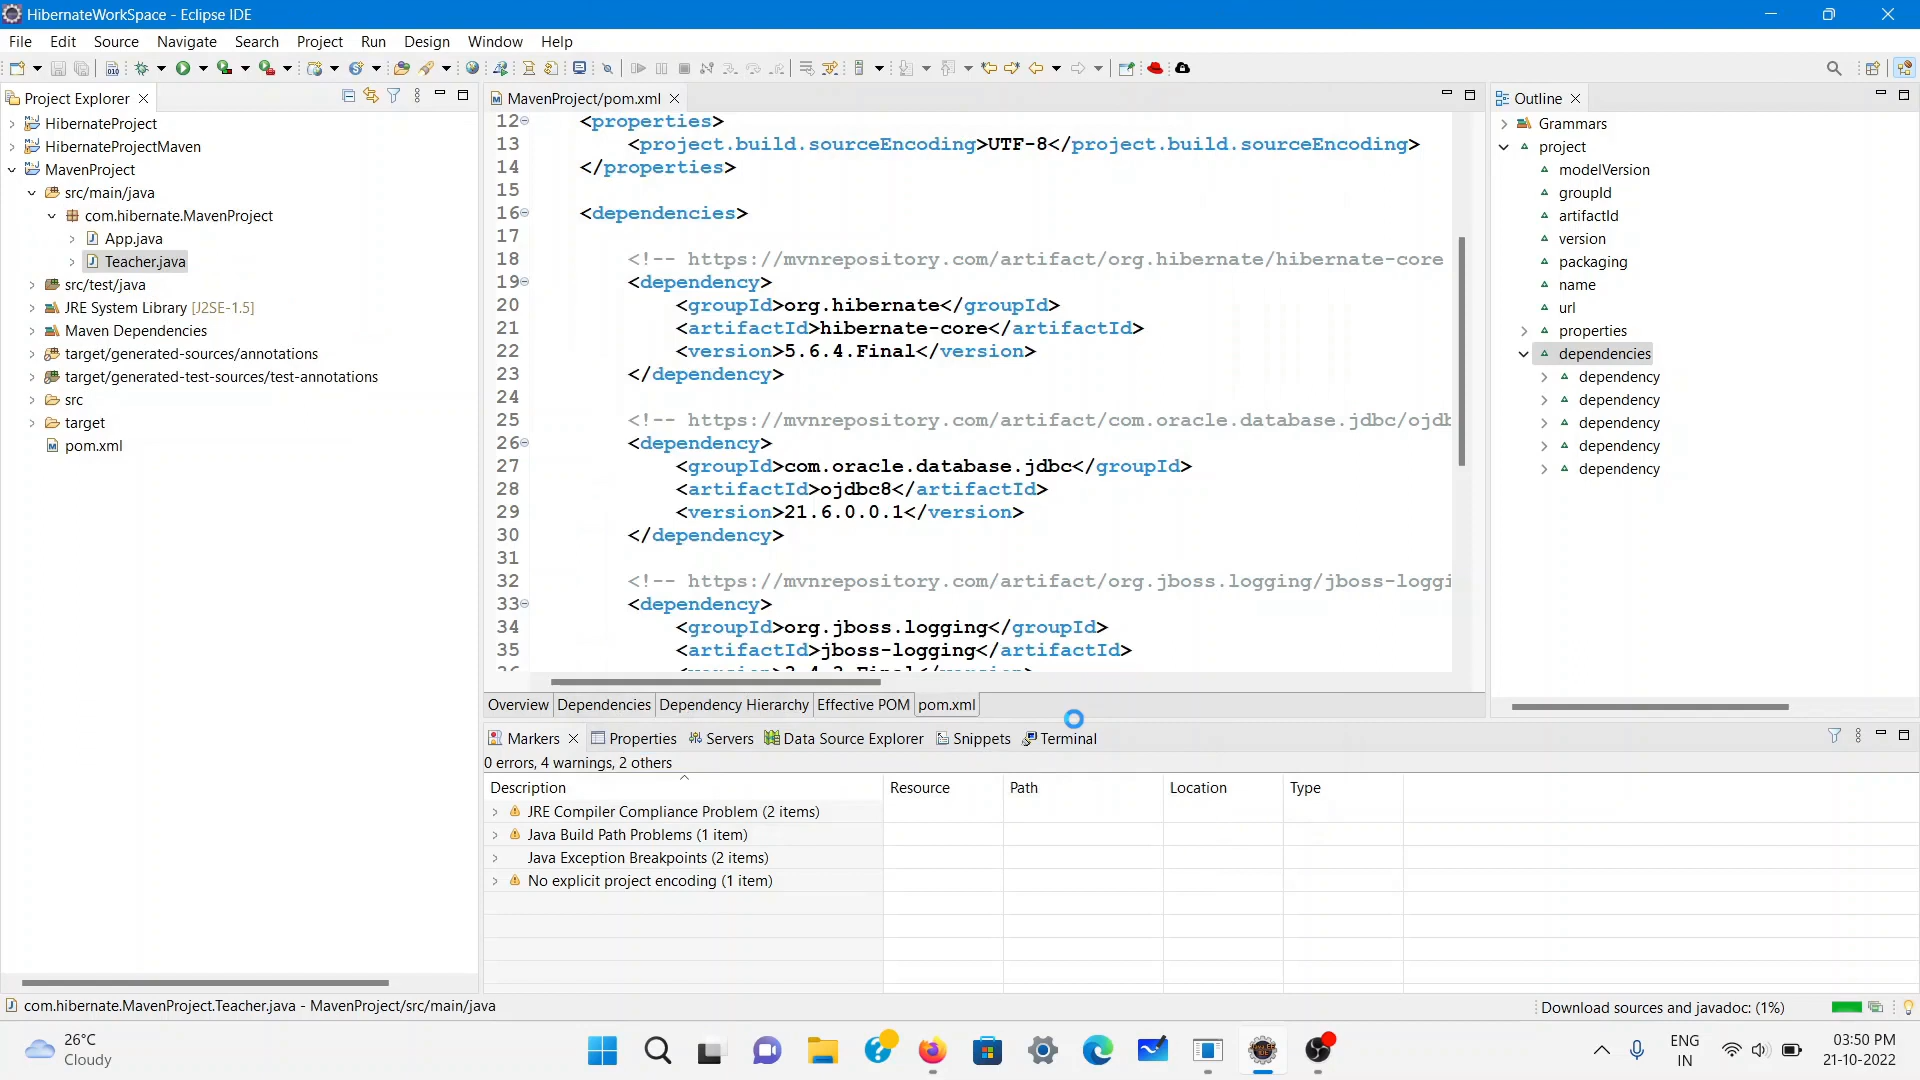 HibernateWorkSpace - Eclipse IDE
File Edit Source Navigate Search Project Run Design Window Help
Project Explorer
HibernateProject
HibernateProjectMaven
MavenProject
src/main/java
com.hibernate.MavenProject
App.java
Teacher.java
src/test/java
JRE System Library [J2SE-1.5]
Maven Dependencies
target/generated-sources/annotations
target/generated-test-sources/test-annotations
src
target
pom.xml
MavenProject/pom.xml
12 <properties>
13 <project.build.sourceEncoding>UTF-8</project.build.sourceEncoding>
14 </properties>
15
16 <dependencies>
17
18 <!-- https://mvnrepository.com/artifact/org.hibernate/hibernate-core
19 <dependency>
20 <groupId>org.hibernate</groupId>
21 <artifactId>hibernate-core</artifactId>
22 <version>5.6.4.Final</version>
23 </dependency>
24
25 <!-- https://mvnrepository.com/artifact/com.oracle.database.jdbc/ojdb
26 <dependency>
27 <groupId>com.oracle.database.jdbc</groupId>
28 <artifactId>ojdbc8</artifactId>
29 <version>21.6.0.0.1</version>
30 </dependency>
31
32 <!-- https://mvnrepository.com/artifact/org.jboss.logging/jboss-loggi
33 <dependency>
34 <groupId>org.jboss.logging</groupId>
35 <artifactId>jboss-logging</artifactId>
Overview Dependencies Dependency Hierarchy Effective POM pom.xml
Outline
Grammars
project
modelVersion
groupId
artifactId
version
packaging
name
url
properties
dependencies
dependency
dependency
dependency
dependency
dependency
Markers Properties Servers Data Source Explorer Snippets Terminal
0 errors, 4 warnings, 2 others
Description Resource Path Location Type
JRE Compiler Compliance Problem (2 items)
Java Build Path Problems (1 item)
Java Exception Breakpoints (2 items)
No explicit project encoding (1 item)
com.hibernate.MavenProject.Teacher.java - MavenProject/src/main/java
Download sources and javadoc: (1%)
26°C
Cloudy
ENG
IN
03:50 PM
21-10-2022